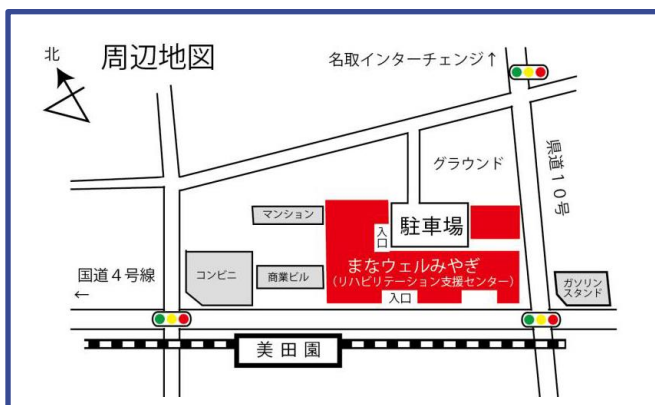 北
周辺地図
名取インターチェンジ↑
グラウンド
県道10号
マンション
入口
駐車場
国道4号線
←
コンビニ
商業ビル
まなウェルみやぎ
(リハビリテーション支援センター)
入口
ガソリン
スタンド
美田園